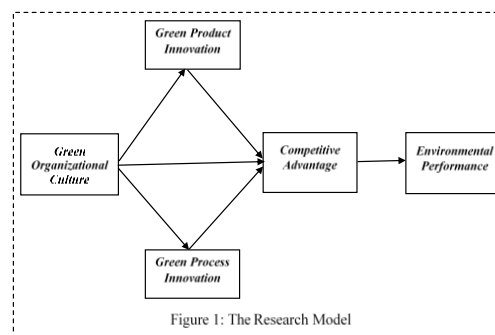 Green Product
Innovation
Green
Organizational
Culture
Competitive
Advantage
Environmental
Performance
Green Process
Innovation
Figure 1: The Research Model